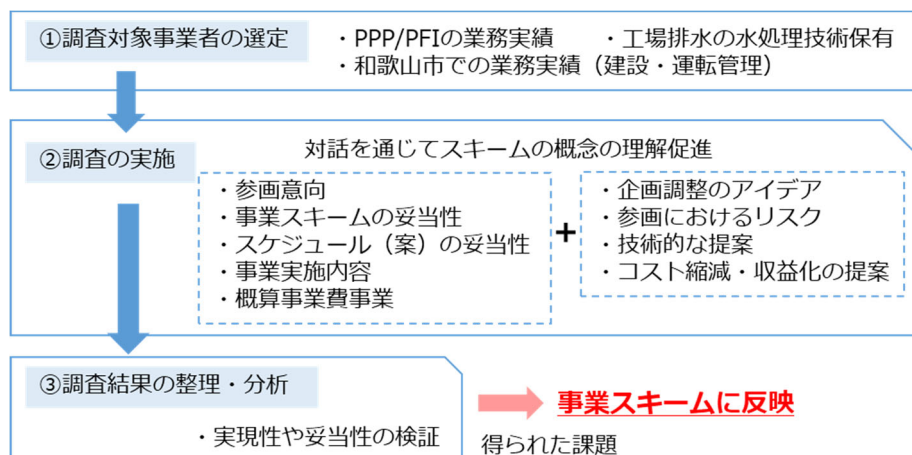 ①調査対象事業者の選定
・PPP/PFIの業務実績 ・工場排水の水処理技術保有
・和歌山市での業務実績（建設・運転管理）
②調査の実施
対話を通じてスキームの概念の理解促進
・参画意向
・事業スキームの妥当性
・スケジュール（案）の妥当性
・事業実施内容
・概算事業費事業
+
・企画調整のアイデア
・参画におけるリスク
・技術的な提案
・コスト縮減・収益化の提案
③調査結果の整理・分析
・実現性や妥当性の検証
事業スキームに反映
得られた課題